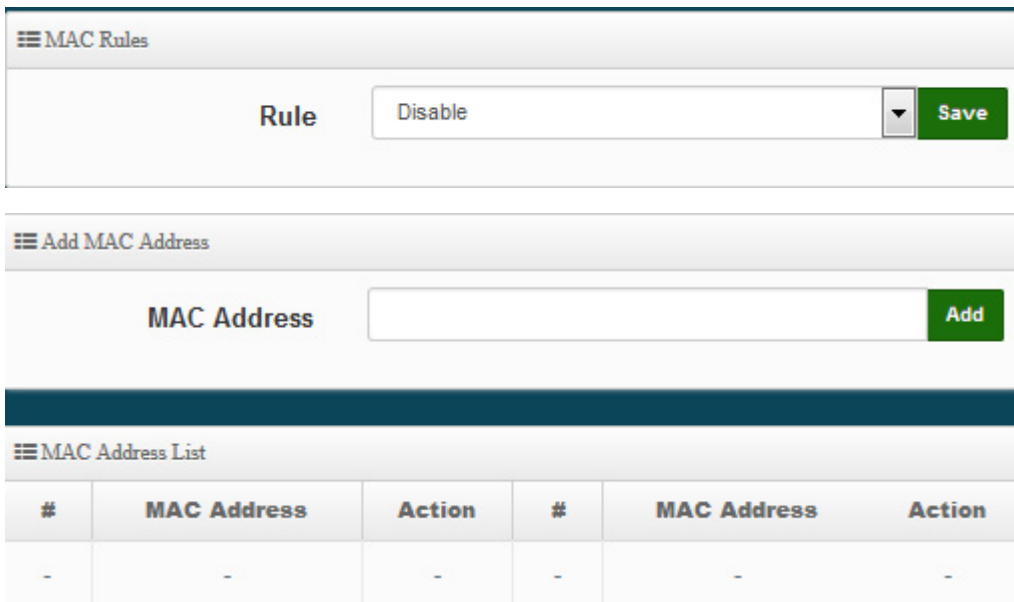 MAC Rules
Rule Disable Save
Add MAC Address
MAC Address Add
MAC Address List
# MAC Address Action # MAC Address Action
- - - - - -